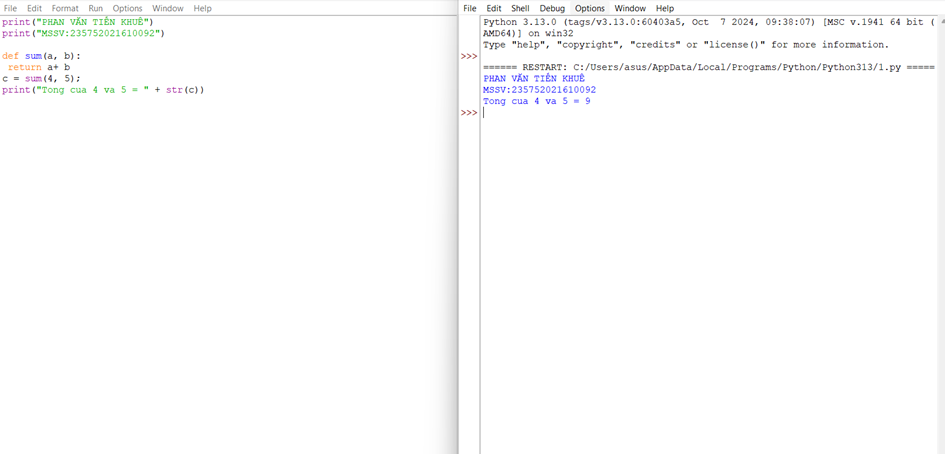 File Edit Format Run Options Window Help
print("PHAN VĂN TIẾN KHUÊ")
print("MSSV:235752021610092")
def sum(a, b):
 return a+ b
c = sum(4, 5);
print("Tong cua 4 va 5 = " + str(c))
File Edit Shell Debug Options Window Help
Python 3.13.0 (tags/v3.13.0:60403a5, Oct  7 2024, 09:38:07) [MSC v.1941 64 bit (
AMD64)] on win32
Type "help", "copyright", "credits" or "license()" for more information.
>>>
====== RESTART: C:/Users/asus/AppData/Local/Programs/Python/Python313/1.py =====
PHAN VĂN TIẾN KHUÊ
MSSV:235752021610092
Tong cua 4 va 5 = 9
>>>